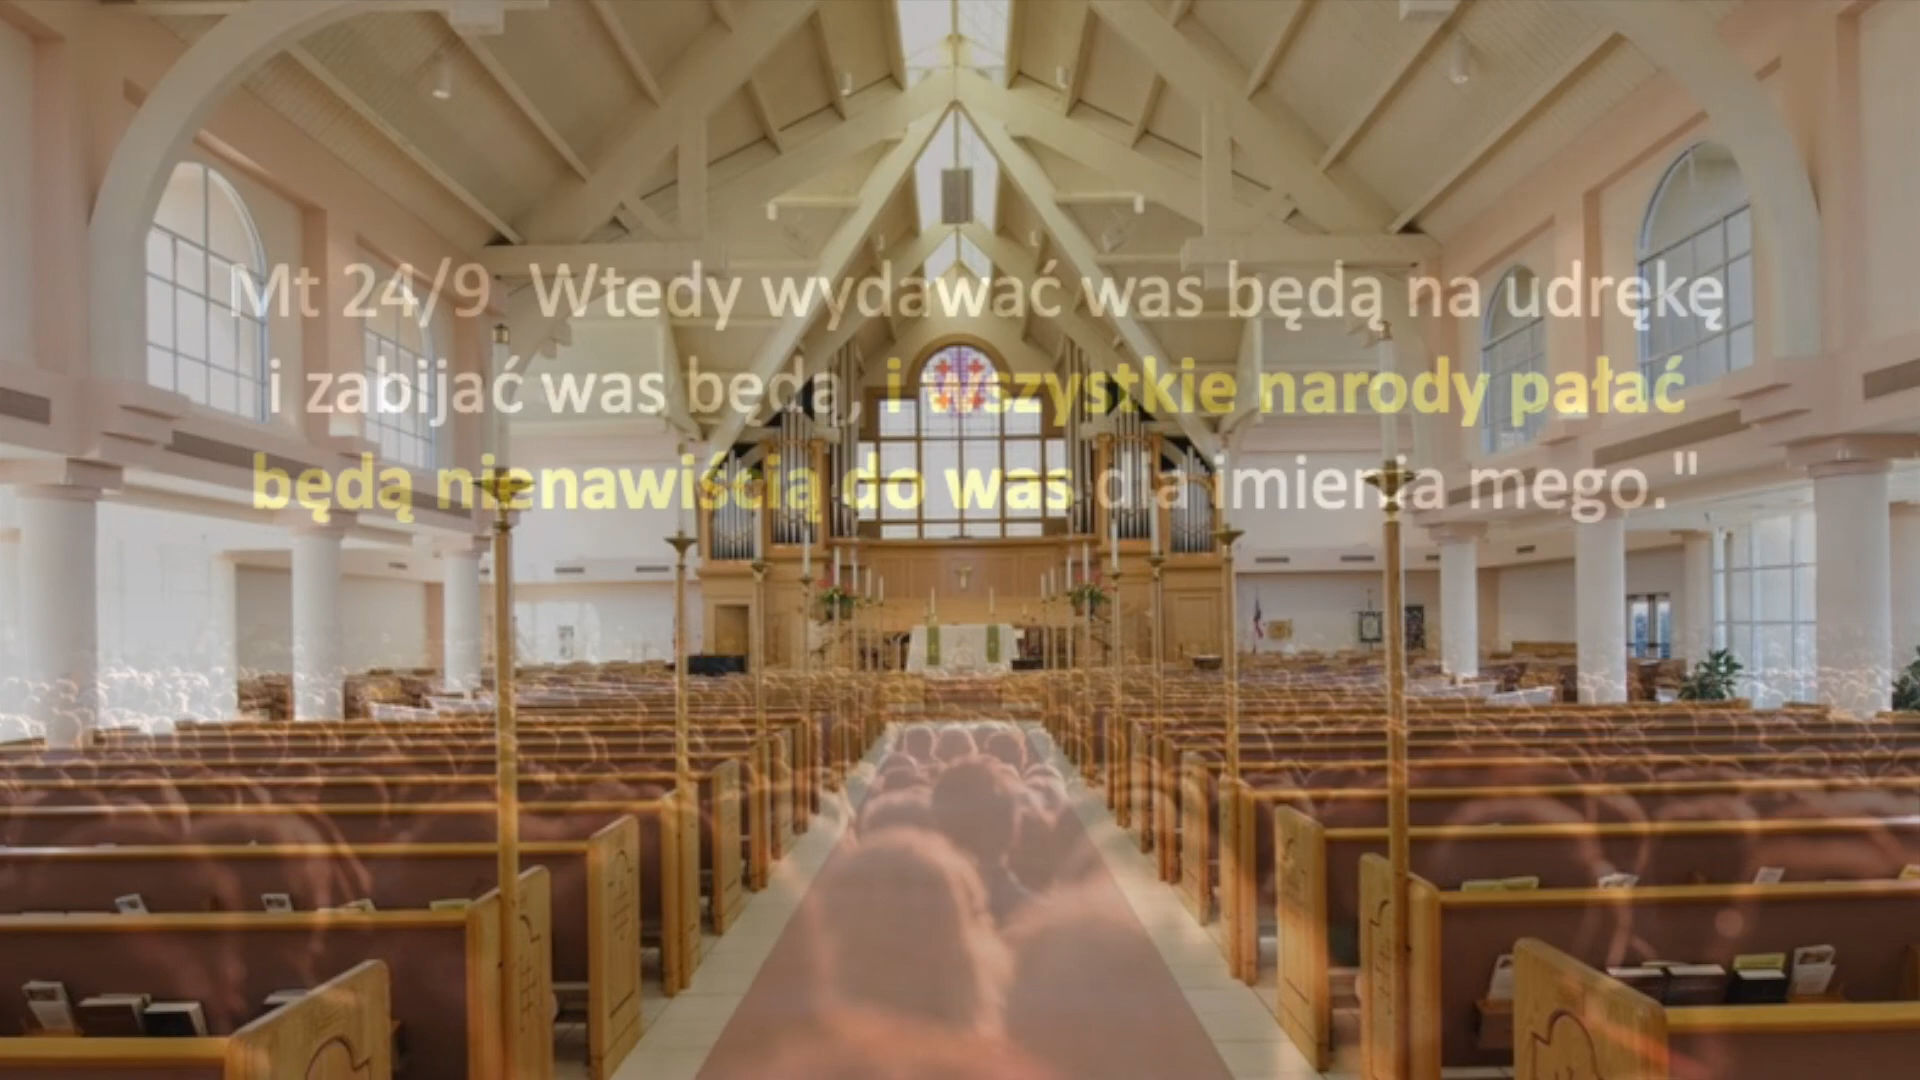 Mt 24/9 Wtedy wydawać was będą na udrękę
i zabijać was będą, i wszystkie narody pałać
będą nienawiścią do was dla imienia mego."